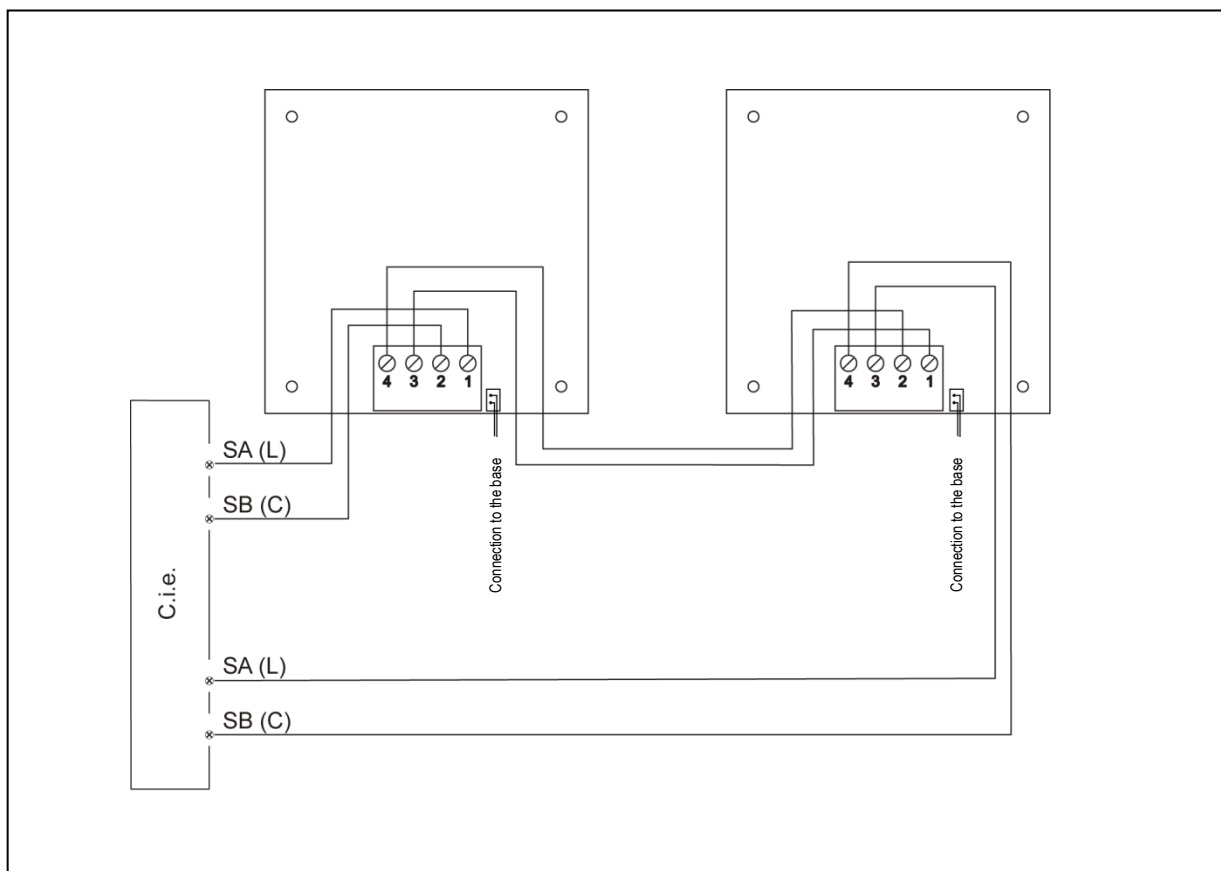 4 3 2 1
4 3 2 1
Connection to the base
Connection to the base
C.i.e.
SA (L)
SB (C)
SA (L)
SB (C)